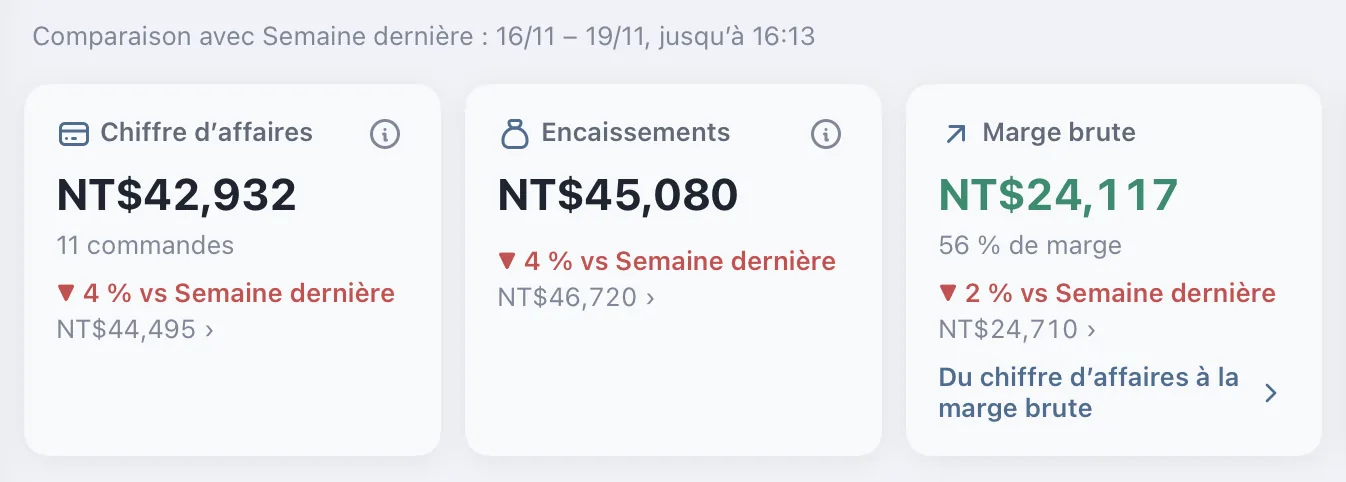 Comparaison avec Semaine dernière : 16/11 – 19/11, jusqu’à 16:13
Chiffre d’affaires
NT$42,932
11 commandes
▼ 4 % vs Semaine dernière
NT$44,495 ›
Encaissements
NT$45,080
▼ 4 % vs Semaine dernière
NT$46,720 ›
Marge brute
NT$24,117
56 % de marge
▼ 2 % vs Semaine dernière
NT$24,710 ›
Du chiffre d’affaires à la
marge brute